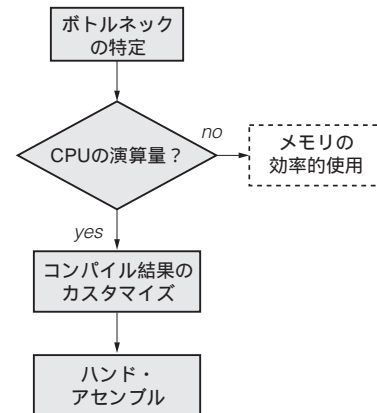 ボトルネック
の特定
CPUの演算量？
no
メモリの
効率的使用
yes
コンパイル結果の
カスタマイズ
ハンド・
アセンブル